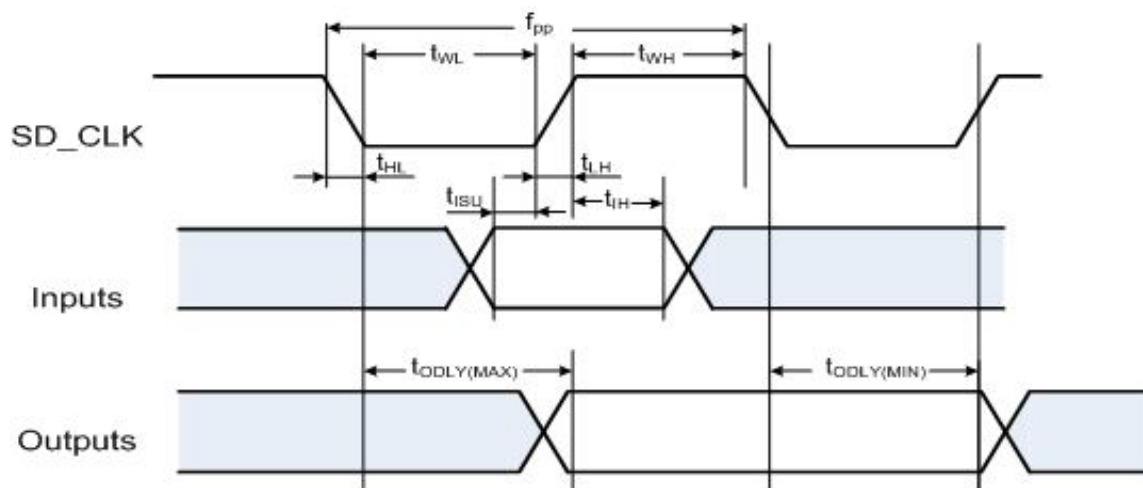 fpp
tWL
tWH
SD_CLK
tHL
tLH
tISU
tIH
Inputs
tODLY(MAX)
tODLY(MIN)
Outputs